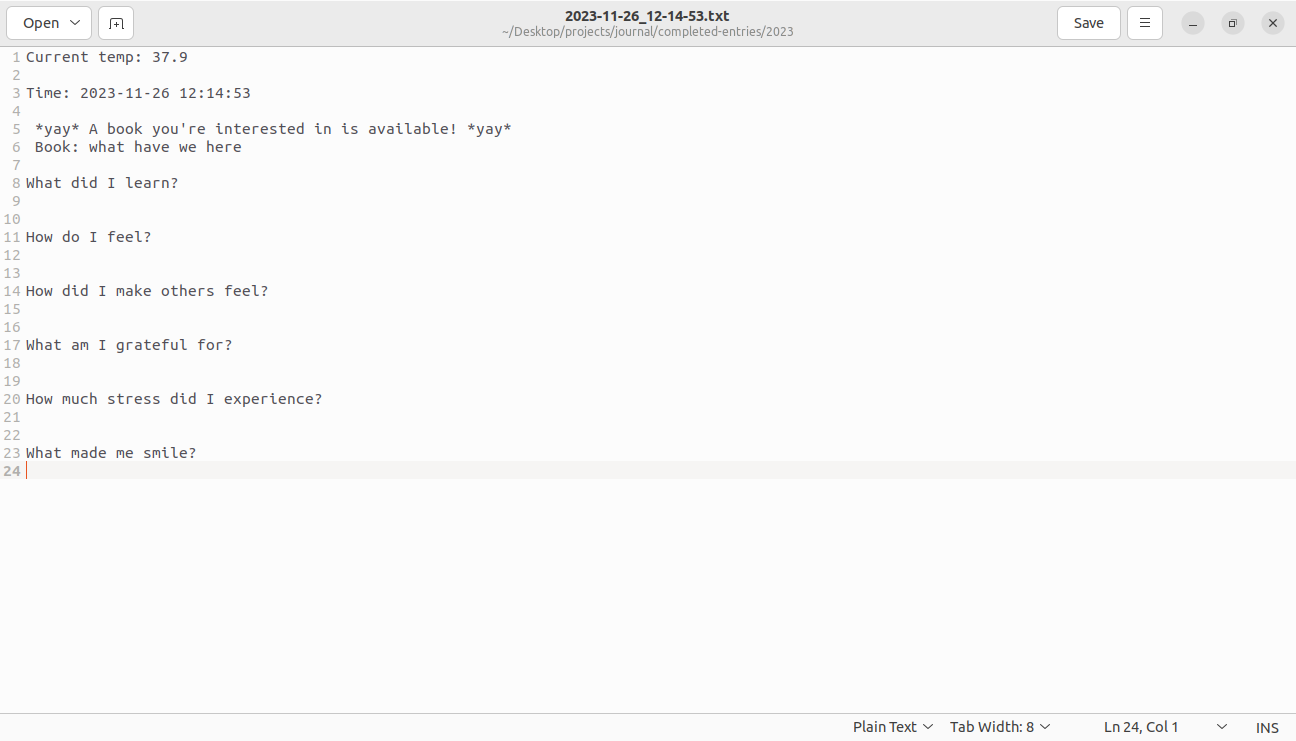 Open
2023-11-26_12-14-53.txt
~/Desktop/projects/journal/completed-entries/2023
Save
1 Current temp: 37.9
2
3 Time: 2023-11-26 12:14:53
4
5 *yay* A book you're interested in is available! *yay*
6 Book: what have we here
7
8 What did I learn?
9
10
11 How do I feel?
12
13
14 How did I make others feel?
15
16
17 What am I grateful for?
18
19
20 How much stress did I experience?
21
22
23 What made me smile?
24
Plain Text Tab Width: 8 Ln 24, Col 1 INS